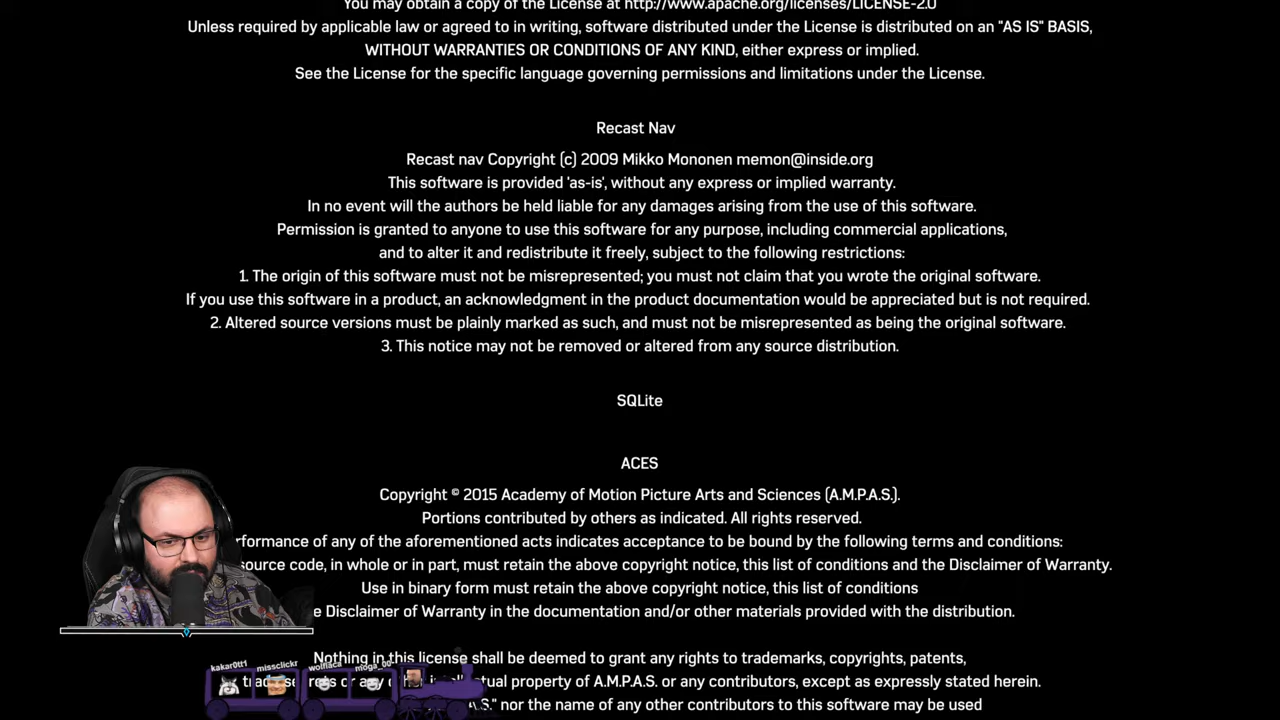 You may obtain a copy of the License at http://www.apache.org/licenses/LICENSE-2.0
Unless required by applicable law or agreed to in writing, software distributed under the License is distributed on an "AS IS" BASIS,
WITHOUT WARRANTIES OR CONDITIONS OF ANY KIND, either express or implied.
See the License for the specific language governing permissions and limitations under the License.
Recast Nav
Recast nav Copyright (c) 2009 Mikko Mononen memon@inside.org
This software is provided 'as-is', without any express or implied warranty.
In no event will the authors be held liable for any damages arising from the use of this software.
Permission is granted to anyone to use this software for any purpose, including commercial applications,
and to alter it and redistribute it freely, subject to the following restrictions:
1. The origin of this software must not be misrepresented; you must not claim that you wrote the original software.
If you use this software in a product, an acknowledgment in the product documentation would be appreciated but is not required.
2. Altered source versions must be plainly marked as such, and must not be misrepresented as being the original software.
3. This notice may not be removed or altered from any source distribution.
SQLite
ACES
Copyright © 2015 Academy of Motion Picture Arts and Sciences (A.M.P.A.S.).
Portions contributed by others as indicated. All rights reserved.
rformance of any of the aforementioned acts indicates acceptance to be bound by the following terms and conditions:
source code, in whole or in part, must retain the above copyright notice, this list of conditions and the Disclaimer of Warranty.
Use in binary form must retain the above copyright notice, this list of conditions
e Disclaimer of Warranty in the documentation and/or other materials provided with the distribution.
kakar0tt1 missclickr wolflaca moga_00
Nothing in this license shall be deemed to grant any rights to trademarks, copyrights, patents,
property of A.M.P.A.S. or any contributors, except as expressly stated herein.
nor the name of any other contributors to this software may be used